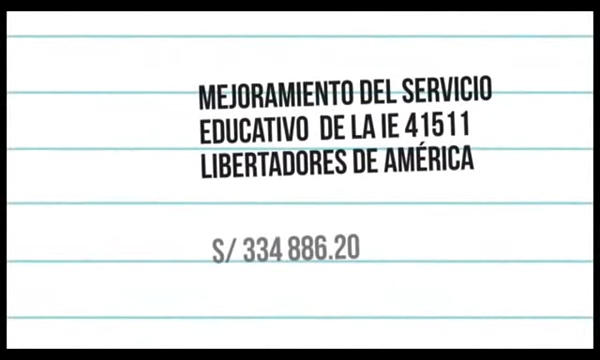 MEJORAMIENTO DEL SERVICIO
EDUCATIVO DE LA IE 41511
LIBERTADORES DE AMÉRICA
S/ 334 886.20